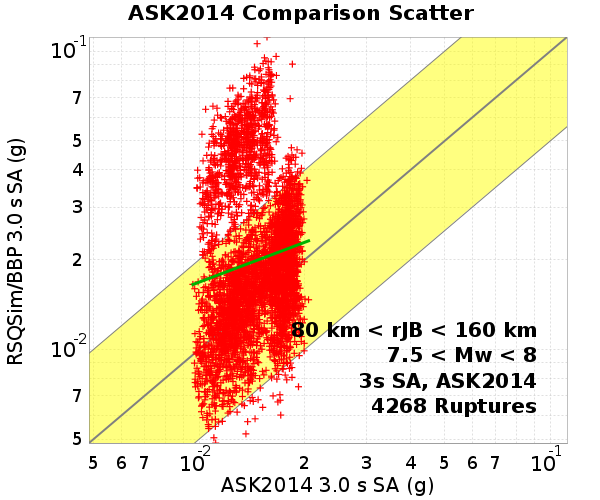 ASK2014 Comparison Scatter
RSQSim/BBP 3.0 s SA (g)
10^-1
7
5
4
3
2
10^-2
7
5
80 km < rJB < 160 km
7.5 < Mw < 8
3s SA, ASK2014
4268 Ruptures
5 6 7 10^-2 2 3 4 5 6 7 10^-1
ASK2014 3.0 s SA (g)